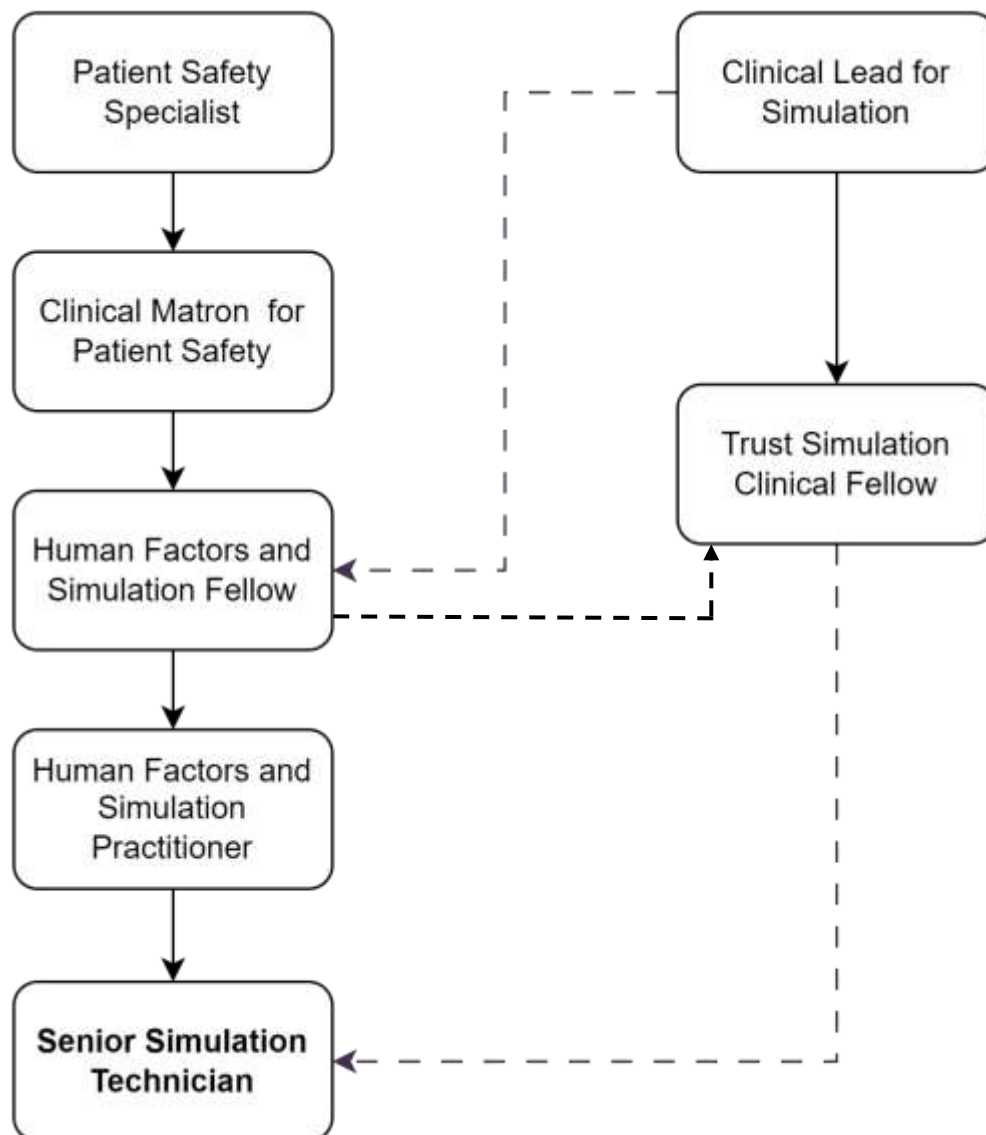 Patient Safety
Specialist
Clinical Lead for
Simulation
Clinical Matron  for
Patient Safety
Trust Simulation
Clinical Fellow
Human Factors and
Simulation Fellow
Human Factors and
Simulation
Practitioner
Senior Simulation
Technician